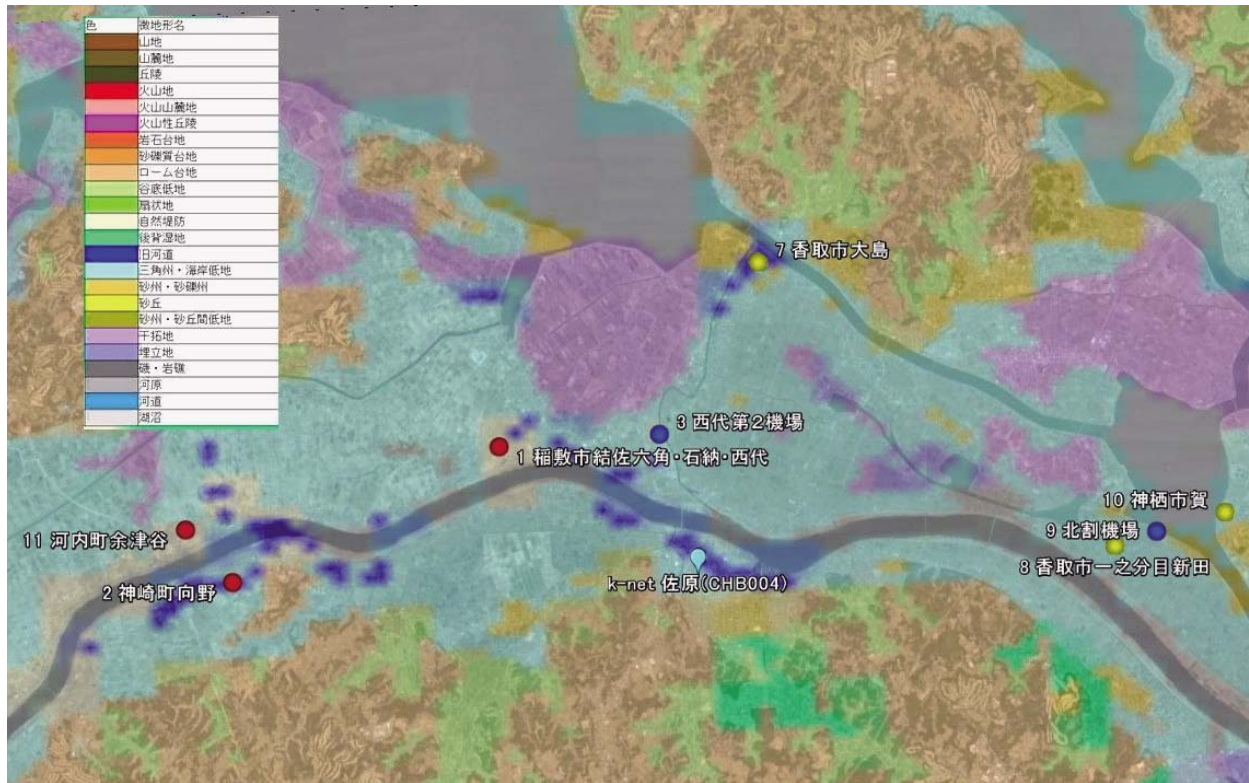 色 微地形名
山地
山麓地
丘陵
火山地
火山山麓地
火山性丘陵
岩石台地
砂礫質台地
ローム台地
谷底低地
扇状地
自然堤防
後背湿地
旧河道
三角州・海岸低地
砂州・砂礫州
砂丘
砂州・砂丘間低地
干拓地
埋立地
磯・岩礁
河原
河道
湖沼
7 香取市大島
3 西代第2機場
1 稲敷市結佐六角・石納・西代
10 神栖市賀
9 北割機場
11 河内町余津谷
8 香取市一之分目新田
k-net 佐原(CHB004)
2 神崎町向野